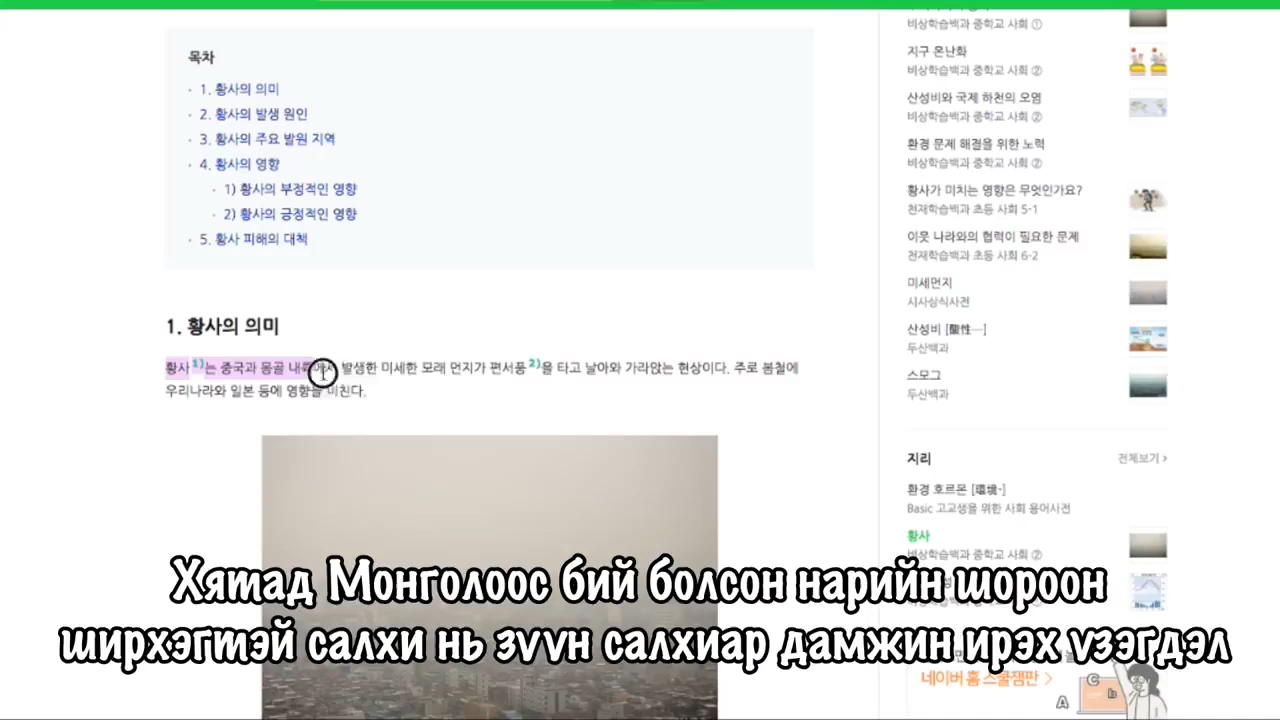 목차
1. 황사의 의미
2. 황사의 발생 원인
3. 황사의 주요 발원 지역
4. 황사의 영향
1) 황사의 부정적인 영향
2) 황사의 긍정적인 영향
5. 황사 피해의 대책
1. 황사의 의미
황사1)는 중국과 몽골 내륙에서 발생한 미세한 모래 먼지가 편서풍2)을 타고 날아와 가라앉는 현상이다. 주로 봄철에
우리나라와 일본 등에 영향을 미친다.
비상학습백과 중학교 사회 ①
지구 온난화
비상학습백과 중학교 사회 ②
산성비와 국제 하천의 오염
비상학습백과 중학교 사회 ②
환경 문제 해결을 위한 노력
비상학습백과 중학교 사회 ②
황사가 미치는 영향은 무엇인가요?
천재학습백과 초등 사회 5-1
이웃 나라와의 협력이 필요한 문제
천재학습백과 초등 사회 6-2
미세먼지
시사상식사전
산성비 [酸性―]
두산백과
스모그
두산백과
지리
전체보기 >
환경 호르몬 [環境-]
Basic 고교생을 위한 사회 용어사전
황사
비상학습백과 중학교 사회 ②
네이버 홈 스쿨잼판 >
A C b
Хятад Монголоос бий болсон нарийн шороон
ширхэгтэй салхи нь зүүн салхиар дамжин ирэх үзэгдэл